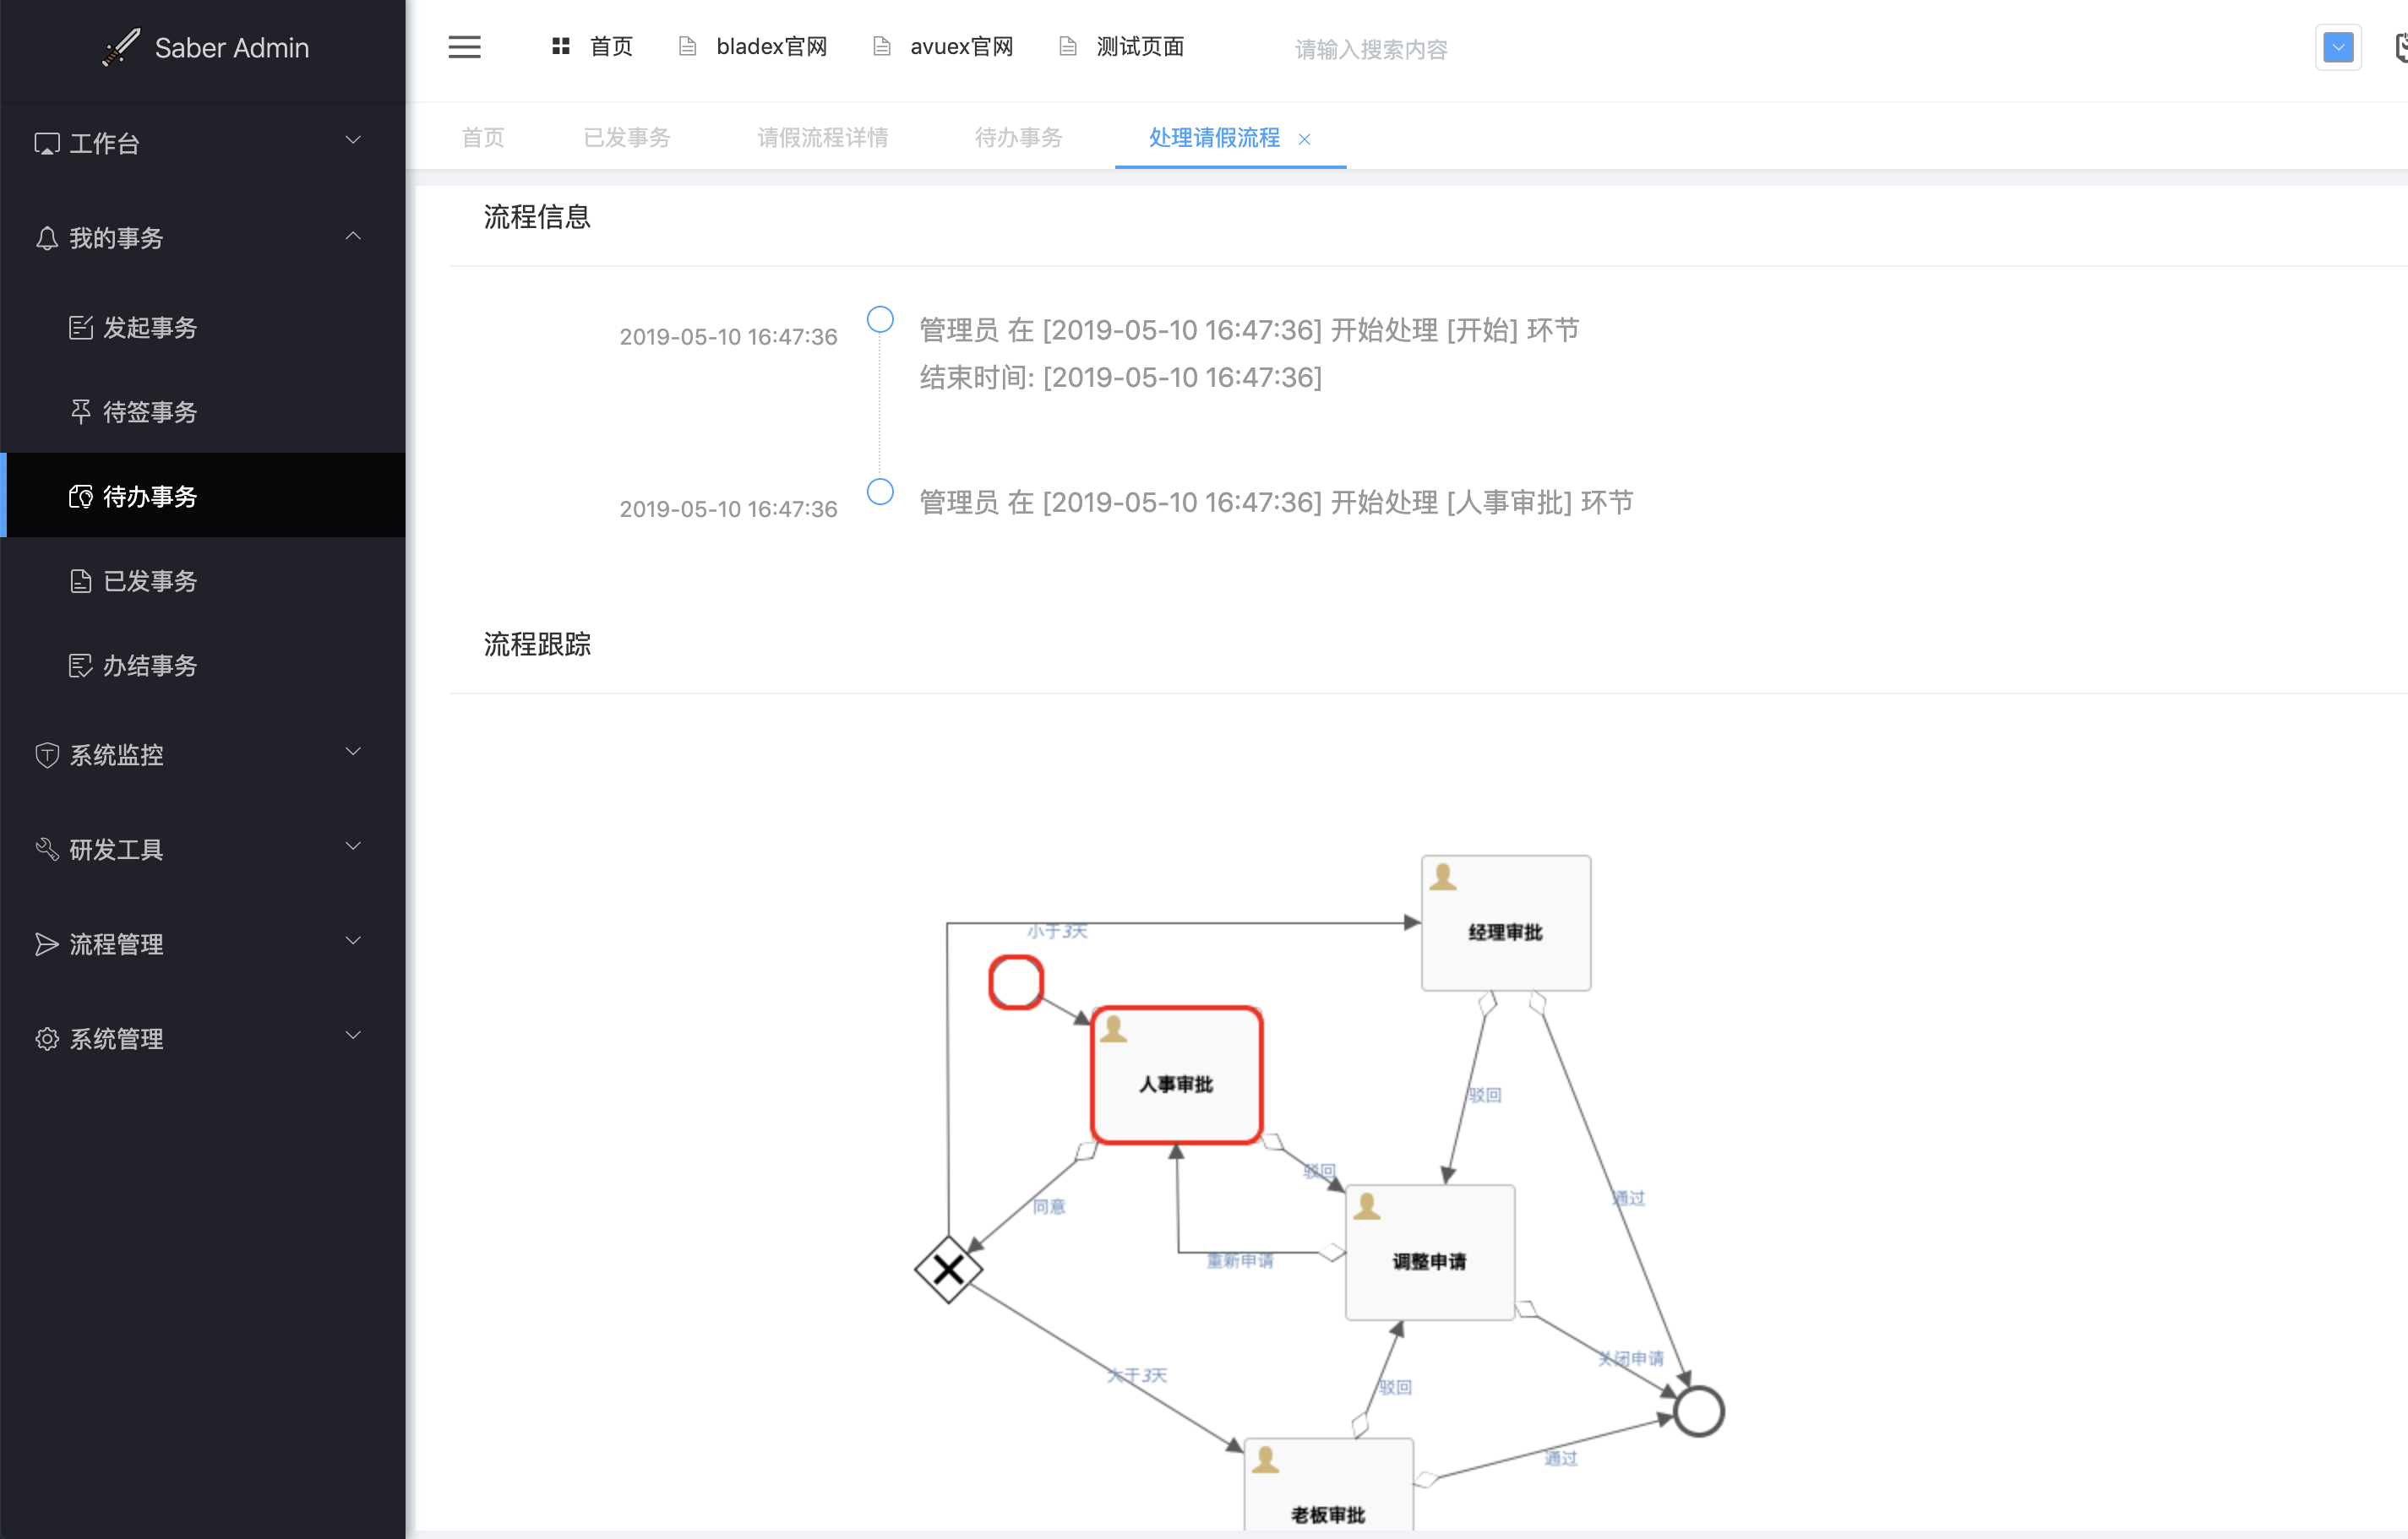 Saber Admin
首页
bladex官网
avuex官网
测试页面
请输入搜索内容
工作台
我的事务
发起事务
待签事务
待办事务
已发事务
办结事务
系统监控
研发工具
流程管理
系统管理
首页
已发事务
请假流程详情
待办事务
处理请假流程
流程信息
2019-05-10 16:47:36
管理员 在 [2019-05-10 16:47:36] 开始处理 [开始] 环节
结束时间: [2019-05-10 16:47:36]
2019-05-10 16:47:36
管理员 在 [2019-05-10 16:47:36] 开始处理 [人事审批] 环节
流程跟踪
小于3天
经理审批
人事审批
驳回
驳回
同意
通过
重新申请
调整申请
关闭申请
大于3天
驳回
通过
老板审批